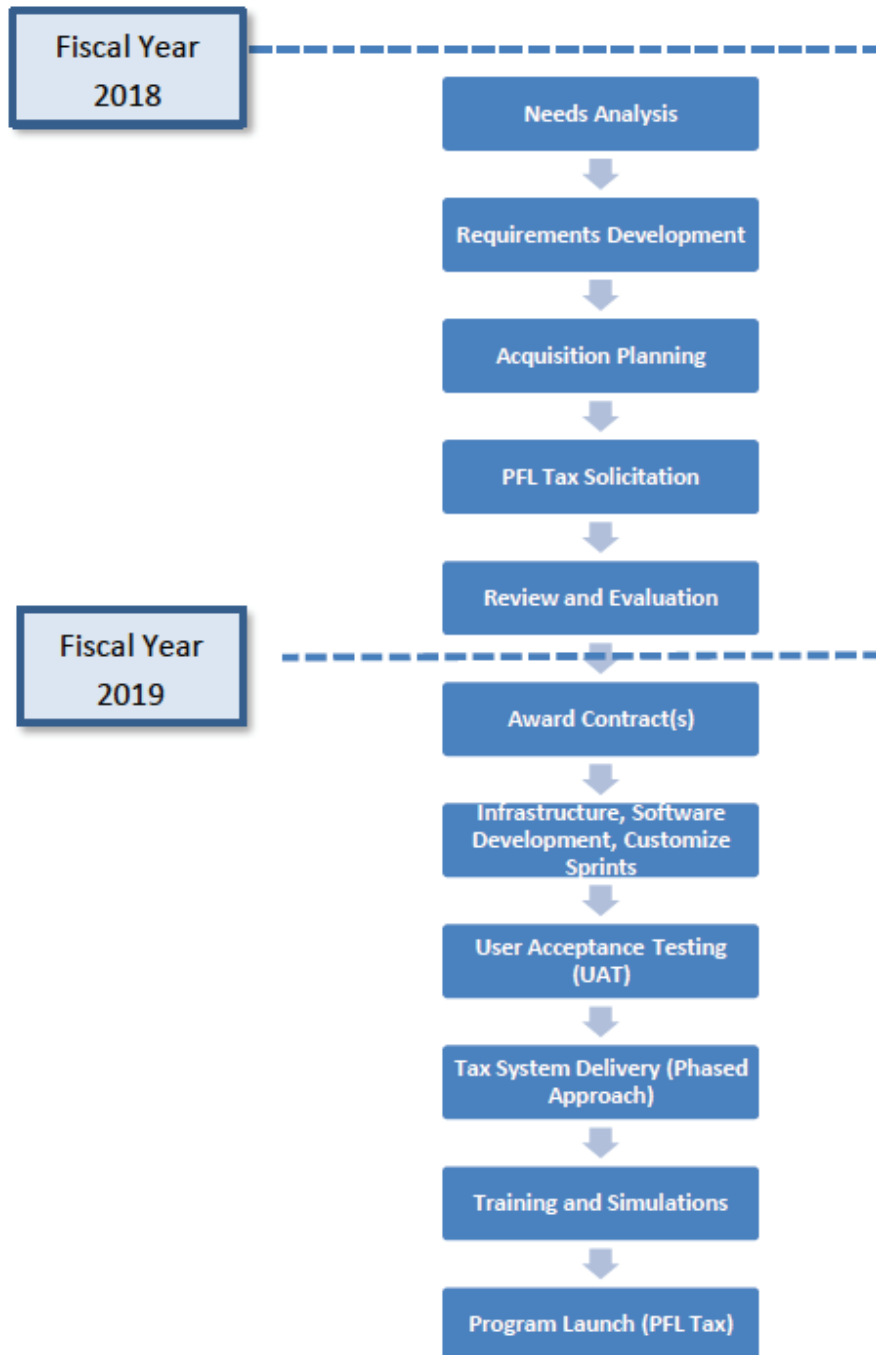 Fiscal Year
2018
Needs Analysis
Requirements Development
Acquisition Planning
PFL Tax Solicitation
Review and Evaluation
Fiscal Year
2019
Award Contract(s)
Infrastructure, Software
Development, Customize
Sprints
User Acceptance Testing
(UAT)
Tax System Delivery (Phased
Approach)
Training and Simulations
Program Launch (PFL Tax)